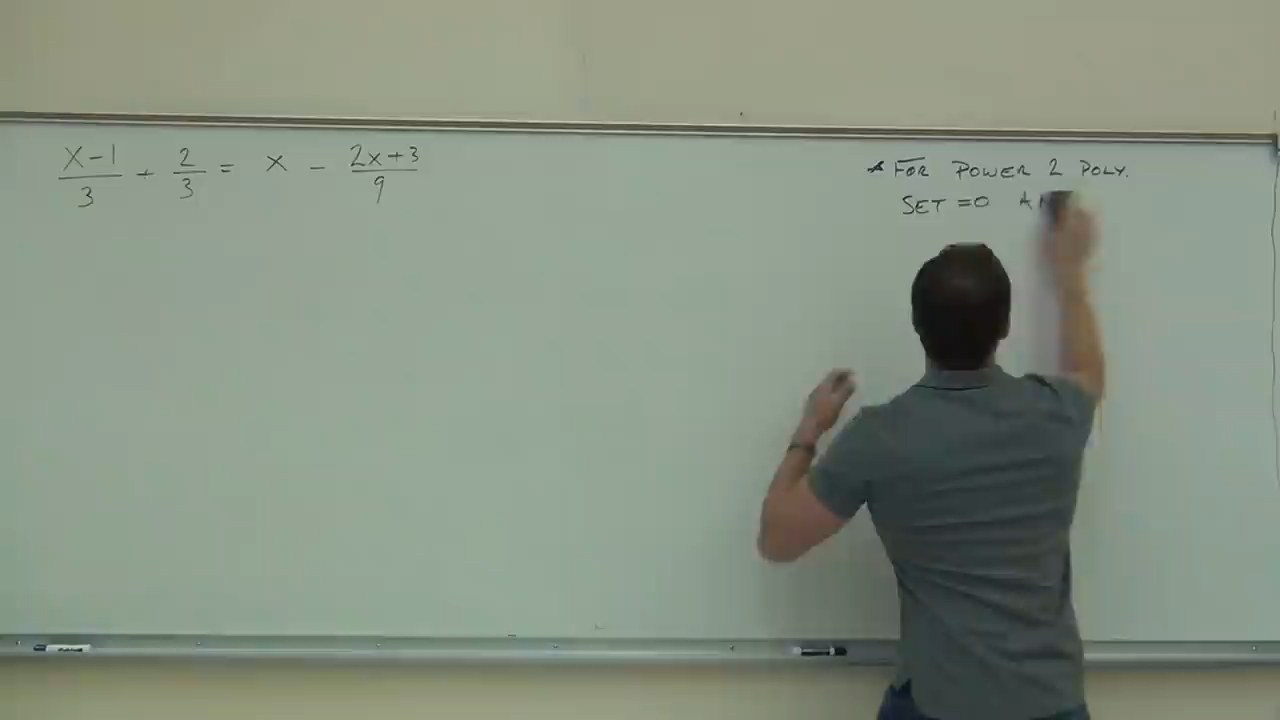 x-1/3 + 2/3 = x - 2x+3/9
* FOR POWER 2 POLY.
SET =0